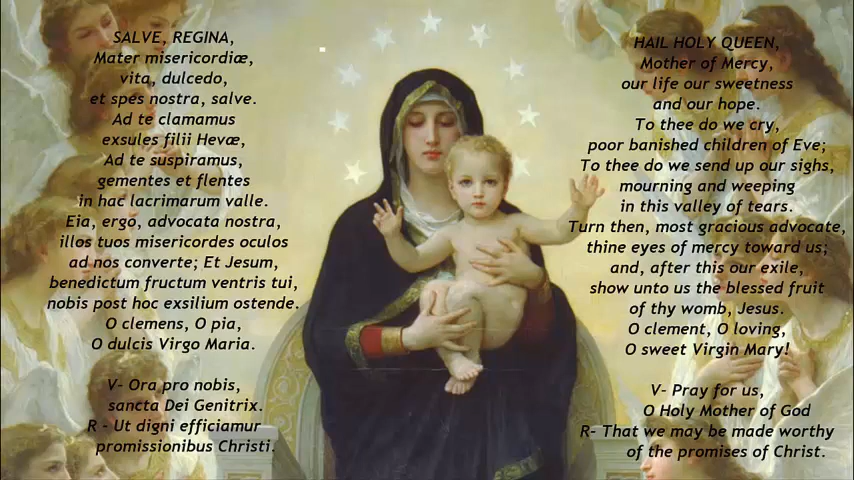 SALVE, REGINA,
Mater misericordiæ,
vita, dulcedo,
et spes nostra, salve.
Ad te clamamus
exsules filii Hevæ,
Ad te suspiramus,
gementes et flentes
in hac lacrimarum valle.
Eia, ergo, advocata nostra,
illos tuos misericordes oculos
ad nos converte; Et Jesum,
benedictum fructum ventris tui,
nobis post hoc exsilium ostende.
O clemens, O pia,
O dulcis Virgo Maria.
V- Ora pro nobis,
sancta Dei Genitrix.
R - Ut digni efficiamur
promissionibus Christi.
HAIL HOLY QUEEN,
Mother of Mercy,
our life our sweetness
and our hope.
To thee do we cry,
poor banished children of Eve;
To thee do we send up our sighs,
mourning and weeping
in this valley of tears.
Turn then, most gracious advocate,
thine eyes of mercy toward us;
and, after this our exile,
show unto us the blessed fruit
of thy womb, Jesus.
O clement, O loving,
O sweet Virgin Mary!
V- Pray for us,
O Holy Mother of God
R- That we may be made worthy
of the promises of Christ.